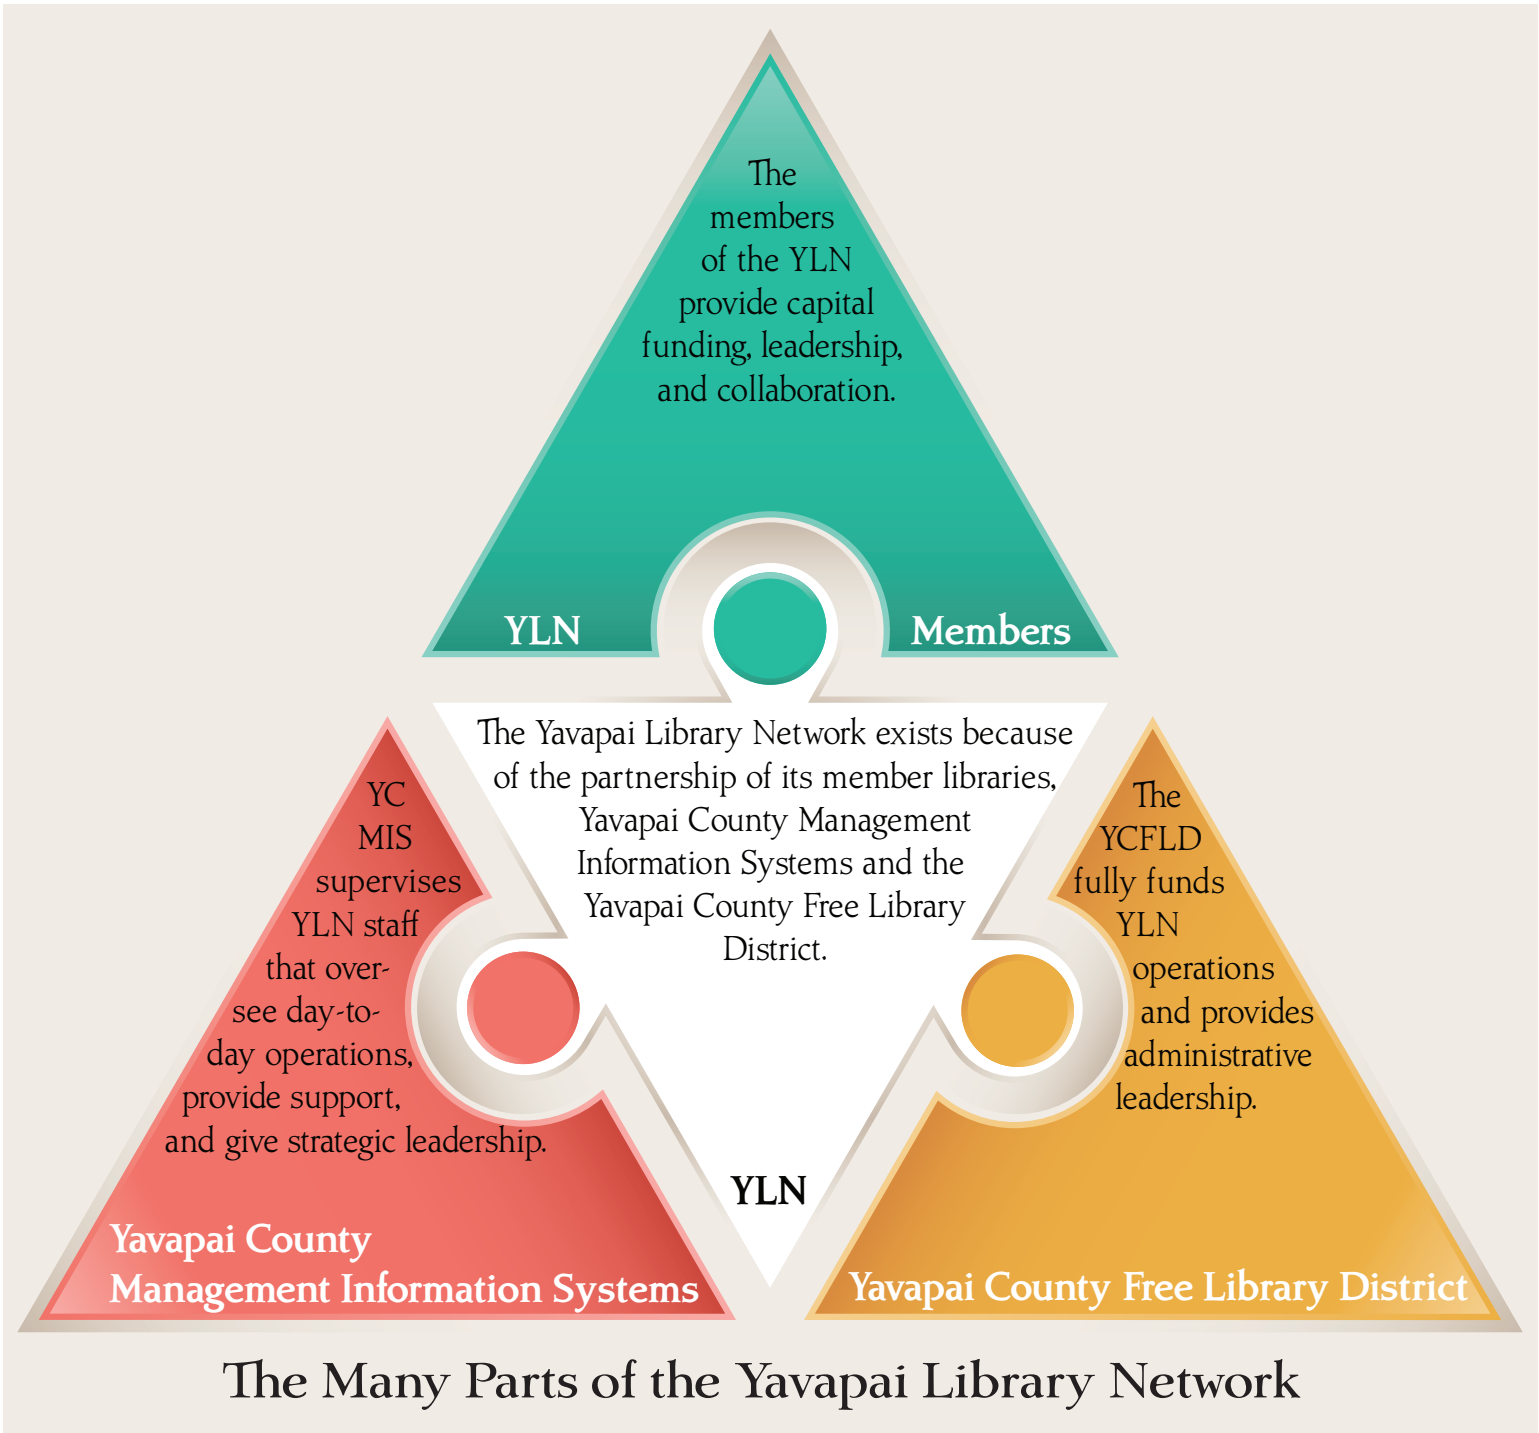 The
members
of the YLN
provide capital
funding, leadership,
and collaboration.
YLN
Members
The Yavapai Library Network exists because
of the partnership of its member libraries,
Yavapai County Management
Information Systems and the
Yavapai County Free Library
District.
YLN
YC
MIS
supervises
YLN staff
that over-
see day-to-
day operations,
provide support,
and give strategic leadership.
Yavapai County
Management Information Systems
The
YCFLD
fully funds
YLN
operations
and provides
administrative
leadership.
Yavapai County Free Library District
The Many Parts of the Yavapai Library Network